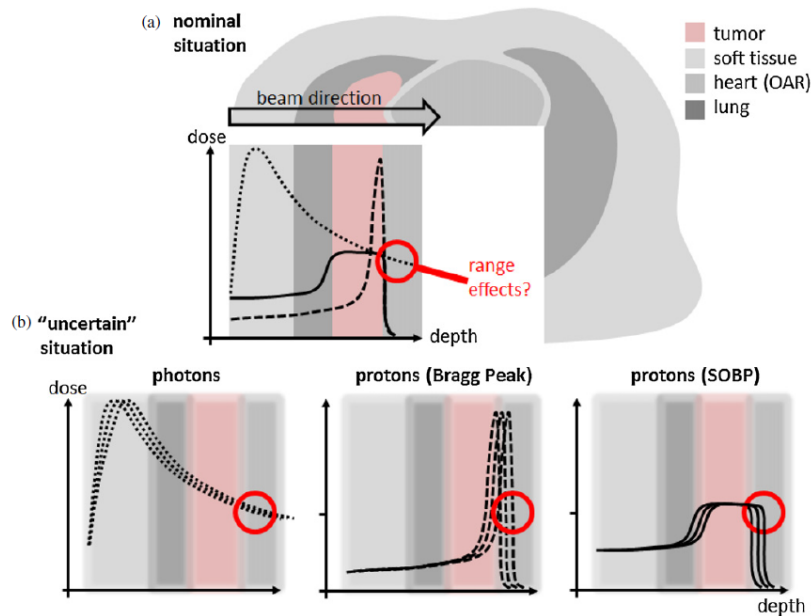 (a) nominal
situation
tumor
soft tissue
heart (OAR)
lung
beam direction
dose
range
effects?
depth
(b) “uncertain”
situation
photons
protons (Bragg Peak)
protons (SOBP)
dose
depth